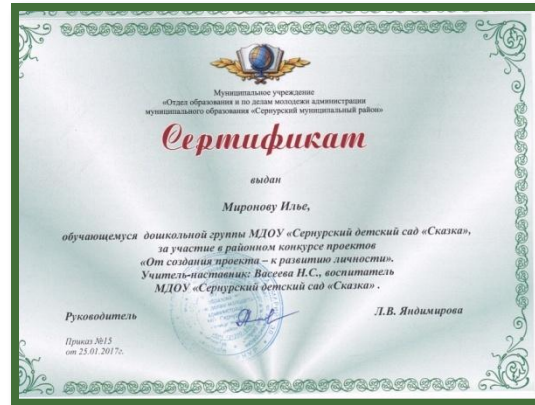 Муниципальное учреждение
«Отдел образования и по делам молодежи администрации
муниципального образования «Сернурский муниципальный район»
Сертификат
выдан
Миронову Илье,
обучающемуся дошкольной группы МДОУ «Сернурский детский сад «Сказка»,
за участие в районном конкурсе проектов
«От создания проекта – к развитию личности».
Учитель-наставник: Васеева Н.С., воспитатель
МДОУ «Сернурский детский сад «Сказка» .
Руководитель
Л.В. Яндимирова
Приказ №15
от 25.01.2017г.